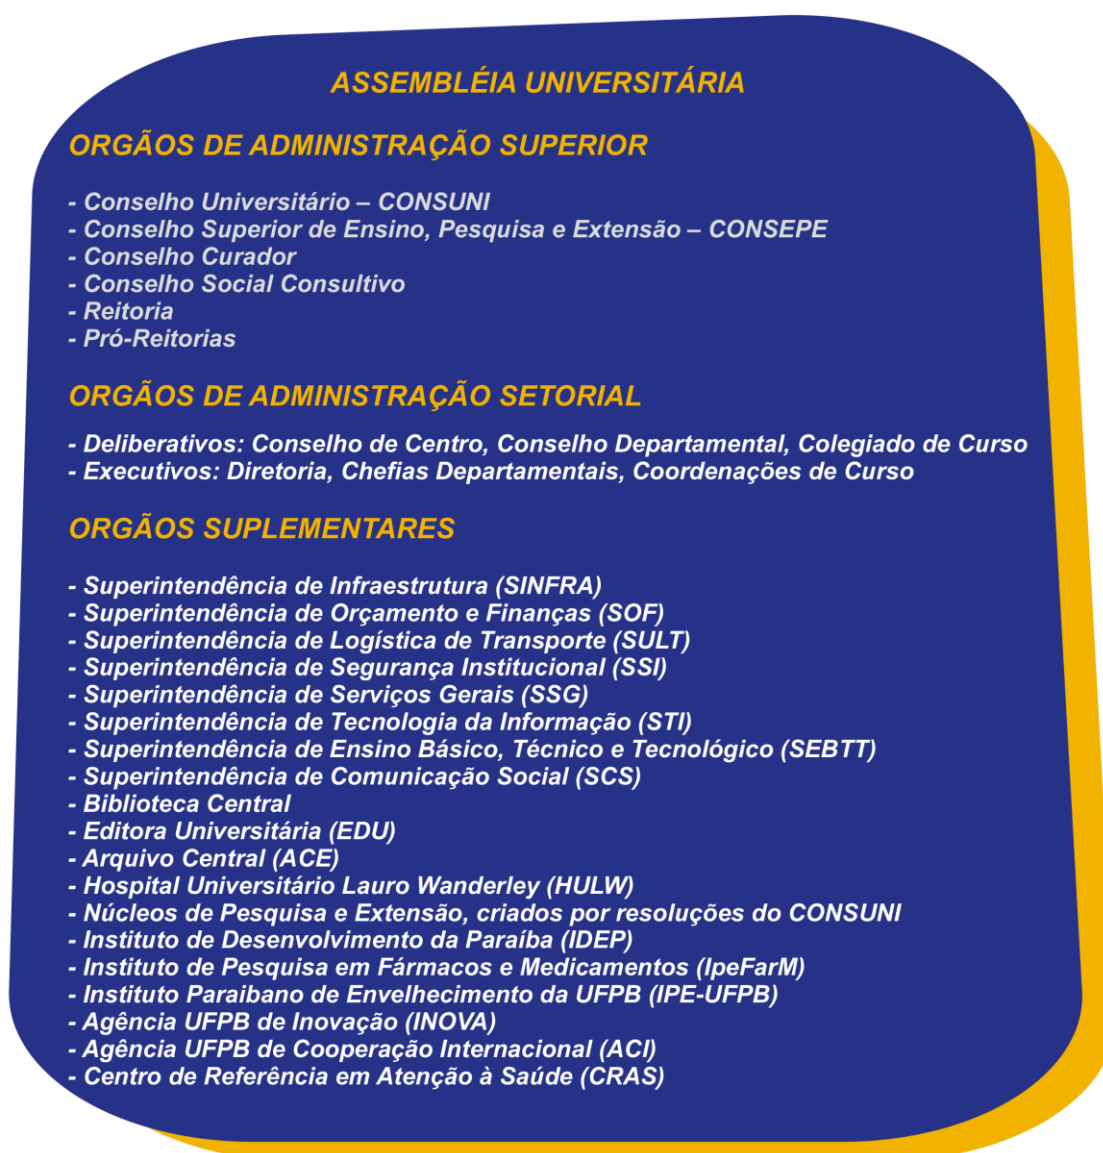 ASSEMBLÉIA UNIVERSITÁRIA
ORGÃOS DE ADMINISTRAÇÃO SUPERIOR
- Conselho Universitário – CONSUNI
- Conselho Superior de Ensino, Pesquisa e Extensão – CONSEPE
- Conselho Curador
- Conselho Social Consultivo
- Reitoria
- Pró-Reitorias
ORGÃOS DE ADMINISTRAÇÃO SETORIAL
- Deliberativos: Conselho de Centro, Conselho Departamental, Colegiado de Curso
- Executivos: Diretoria, Chefias Departamentais, Coordenações de Curso
ORGÃOS SUPLEMENTARES
- Superintendência de Infraestrutura (SINFRA)
- Superintendência de Orçamento e Finanças (SOF)
- Superintendência de Logística de Transporte (SULT)
- Superintendência de Segurança Institucional (SSI)
- Superintendência de Serviços Gerais (SSG)
- Superintendência de Tecnologia da Informação (STI)
- Superintendência de Ensino Básico, Técnico e Tecnológico (SEBTT)
- Superintendência de Comunicação Social (SCS)
- Biblioteca Central
- Editora Universitária (EDU)
- Arquivo Central (ACE)
- Hospital Universitário Lauro Wanderley (HULW)
- Núcleos de Pesquisa e Extensão, criados por resoluções do CONSUNI
- Instituto de Desenvolvimento da Paraíba (IDEP)
- Instituto de Pesquisa em Fármacos e Medicamentos (IpeFarM)
- Instituto Paraibano de Envelhecimento da UFPB (IPE-UFPB)
- Agência UFPB de Inovação (INOVA)
- Agência UFPB de Cooperação Internacional (ACI)
- Centro de Referência em Atenção à Saúde (CRAS)